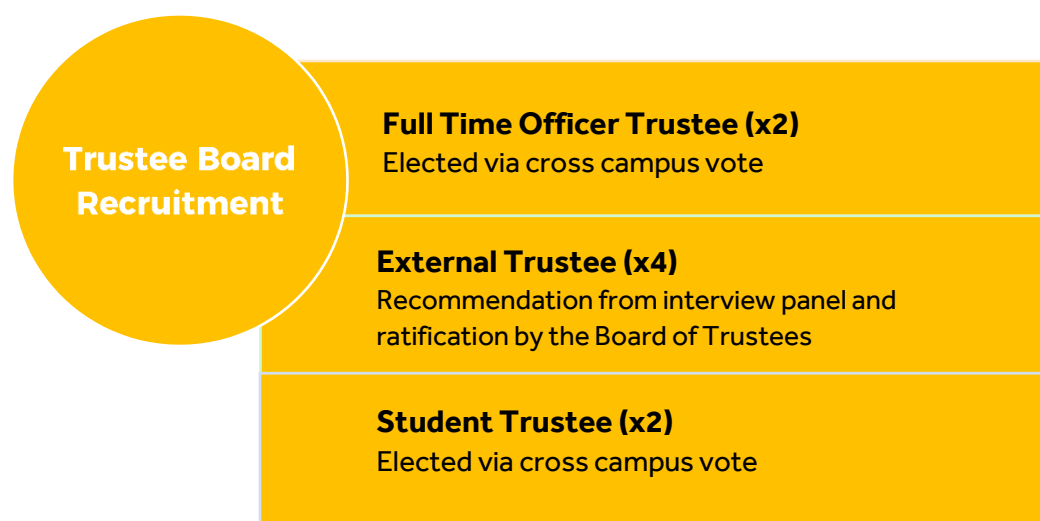 Trustee Board
Recruitment
Full Time Officer Trustee (x2)
Elected via cross campus vote
External Trustee (x4)
Recommendation from interview panel and
ratification by the Board of Trustees
Student Trustee (x2)
Elected via cross campus vote